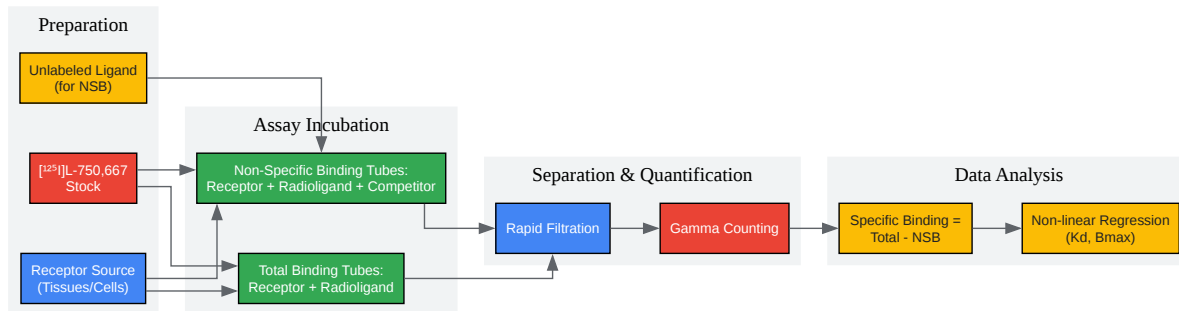 Preparation
Unlabeled Ligand
(for NSB)
[¹²⁵I]L-750,667
Stock
Receptor Source
(Tissues/Cells)
Assay Incubation
Non-Specific Binding Tubes:
Receptor + Radioligand + Competitor
Total Binding Tubes:
Receptor + Radioligand
Separation & Quantification
Rapid Filtration
Gamma Counting
Data Analysis
Specific Binding =
Total - NSB
Non-linear Regression
(Kd, Bmax)